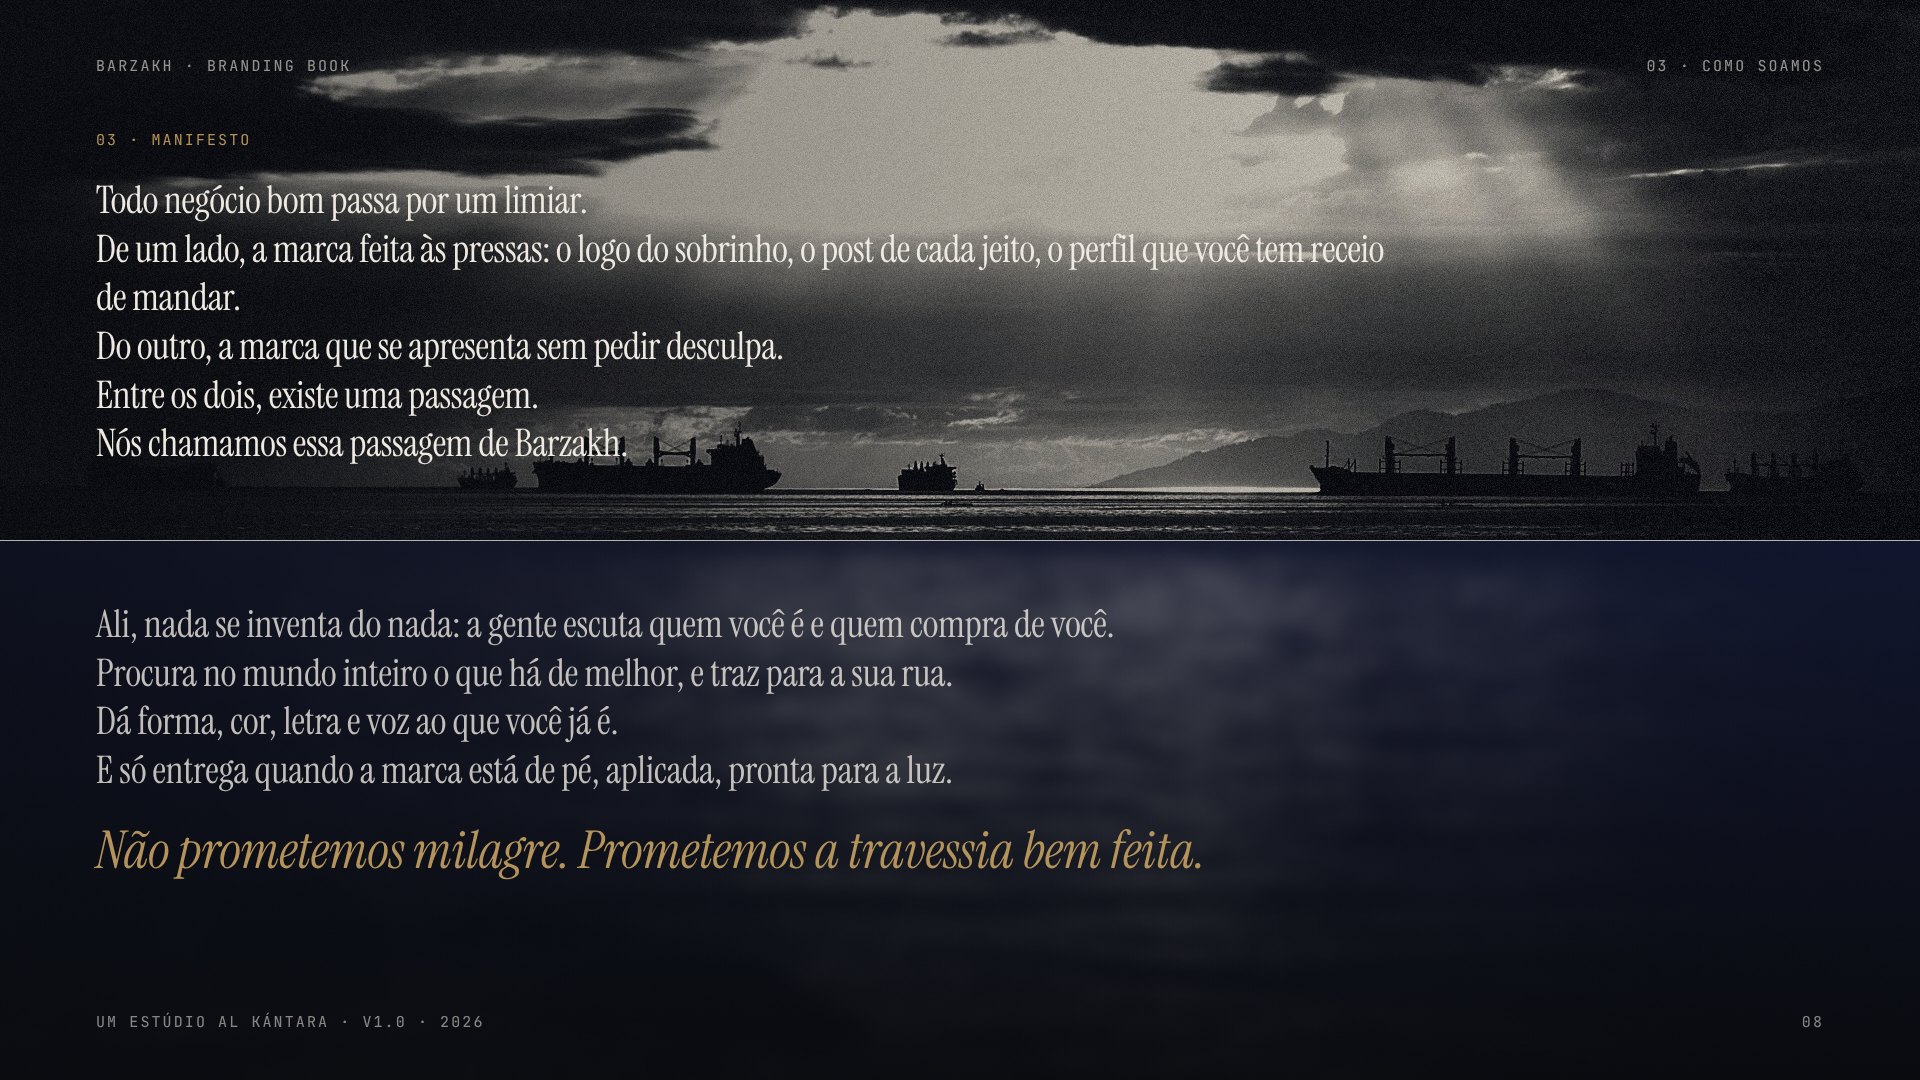 BARZAKH · BRANDING BOOK
03 · COMO SOAMOS
03 · MANIFESTO
Todo negócio bom passa por um limiar.
De um lado, a marca feita às pressas: o logo do sobrinho, o post de cada jeito, o perfil que você tem receio
de mandar.
Do outro, a marca que se apresenta sem pedir desculpa.
Entre os dois, existe uma passagem.
Nós chamamos essa passagem de Barzakh.
Ali, nada se inventa do nada: a gente escuta quem você é e quem compra de você.
Procura no mundo inteiro o que há de melhor, e traz para a sua rua.
Dá forma, cor, letra e voz ao que você já é.
E só entrega quando a marca está de pé, aplicada, pronta para a luz.
Não prometemos milagre. Prometemos a travessia bem feita.
UM ESTÚDIO AL KÁNTARA · V1.0 · 2026
08